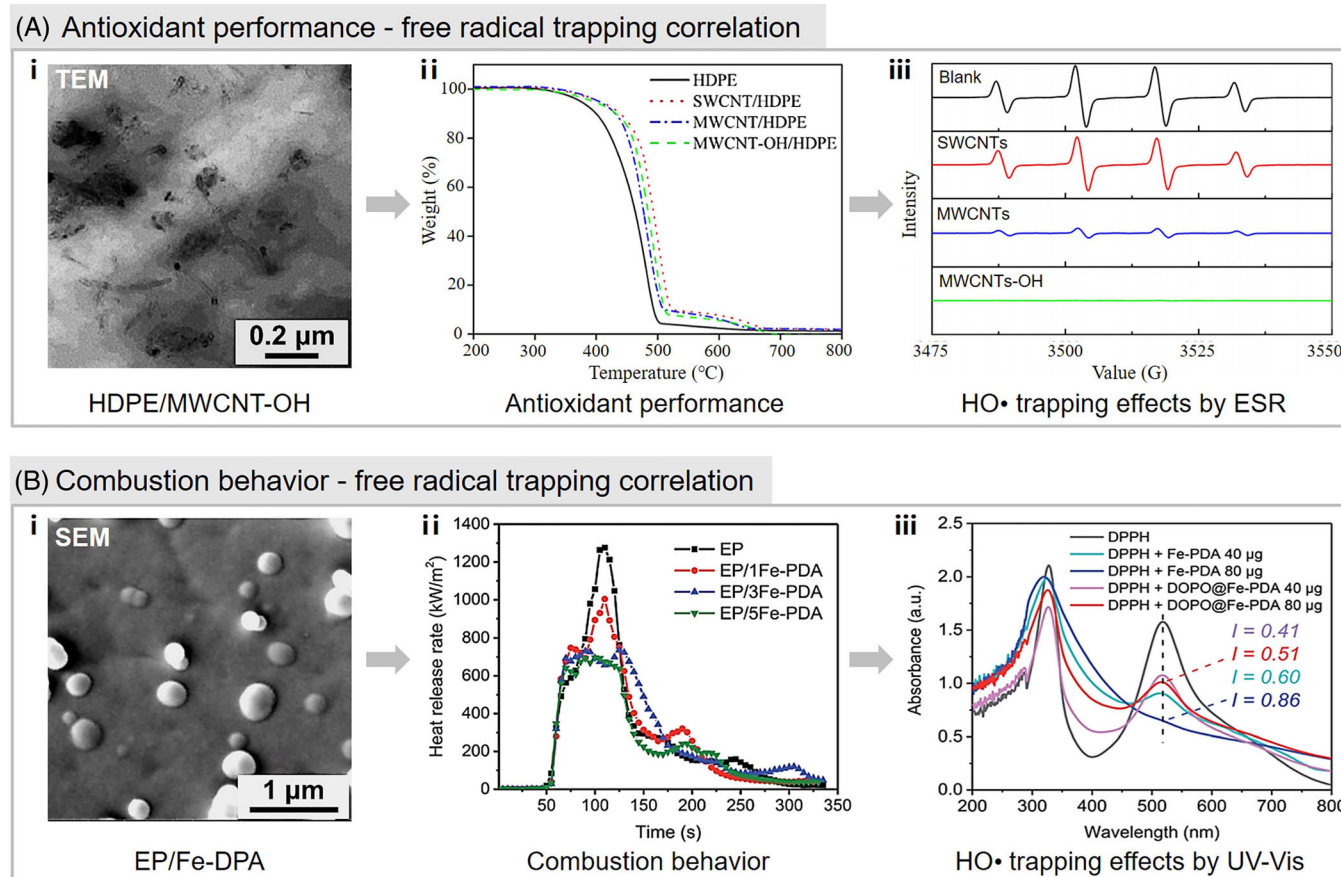 (A) Antioxidant performance - free radical trapping correlation
i
TEM
0.2 µm
HDPE/MWCNT-OH
ii
100
80
60
40
20
0
Weight (%)
HDPE
SWCNT/HDPE
MWCNT/HDPE
MWCNT-OH/HDPE
200 300 400 500 600 700 800
Temperature (°C)
Antioxidant performance
iii
Intensity
Blank
SWCNTs
MWCNTs
MWCNTs-OH
3475 3500 3525 3550
Value (G)
HO• trapping effects by ESR
(B) Combustion behavior - free radical trapping correlation
i
SEM
1 µm
EP/Fe-DPA
ii
1400
1200
1000
800
600
400
200
0
Heat release rate (kW/m²)
EP
EP/1Fe-PDA
EP/3Fe-PDA
EP/5Fe-PDA
50 100 150 200 250 300 350
Time (s)
Combustion behavior
iii
2.5
2.0
1.5
1.0
0.5
0.0
Absorbance (a.u.)
DPPH
DPPH + Fe-PDA 40 µg
DPPH + Fe-PDA 80 µg
DPPH + DOPO@Fe-PDA 40 µg
DPPH + DOPO@Fe-PDA 80 µg
I = 0.41
I = 0.51
I = 0.60
I = 0.86
200 300 400 500 600 700 800
Wavelength (nm)
HO• trapping effects by UV-Vis